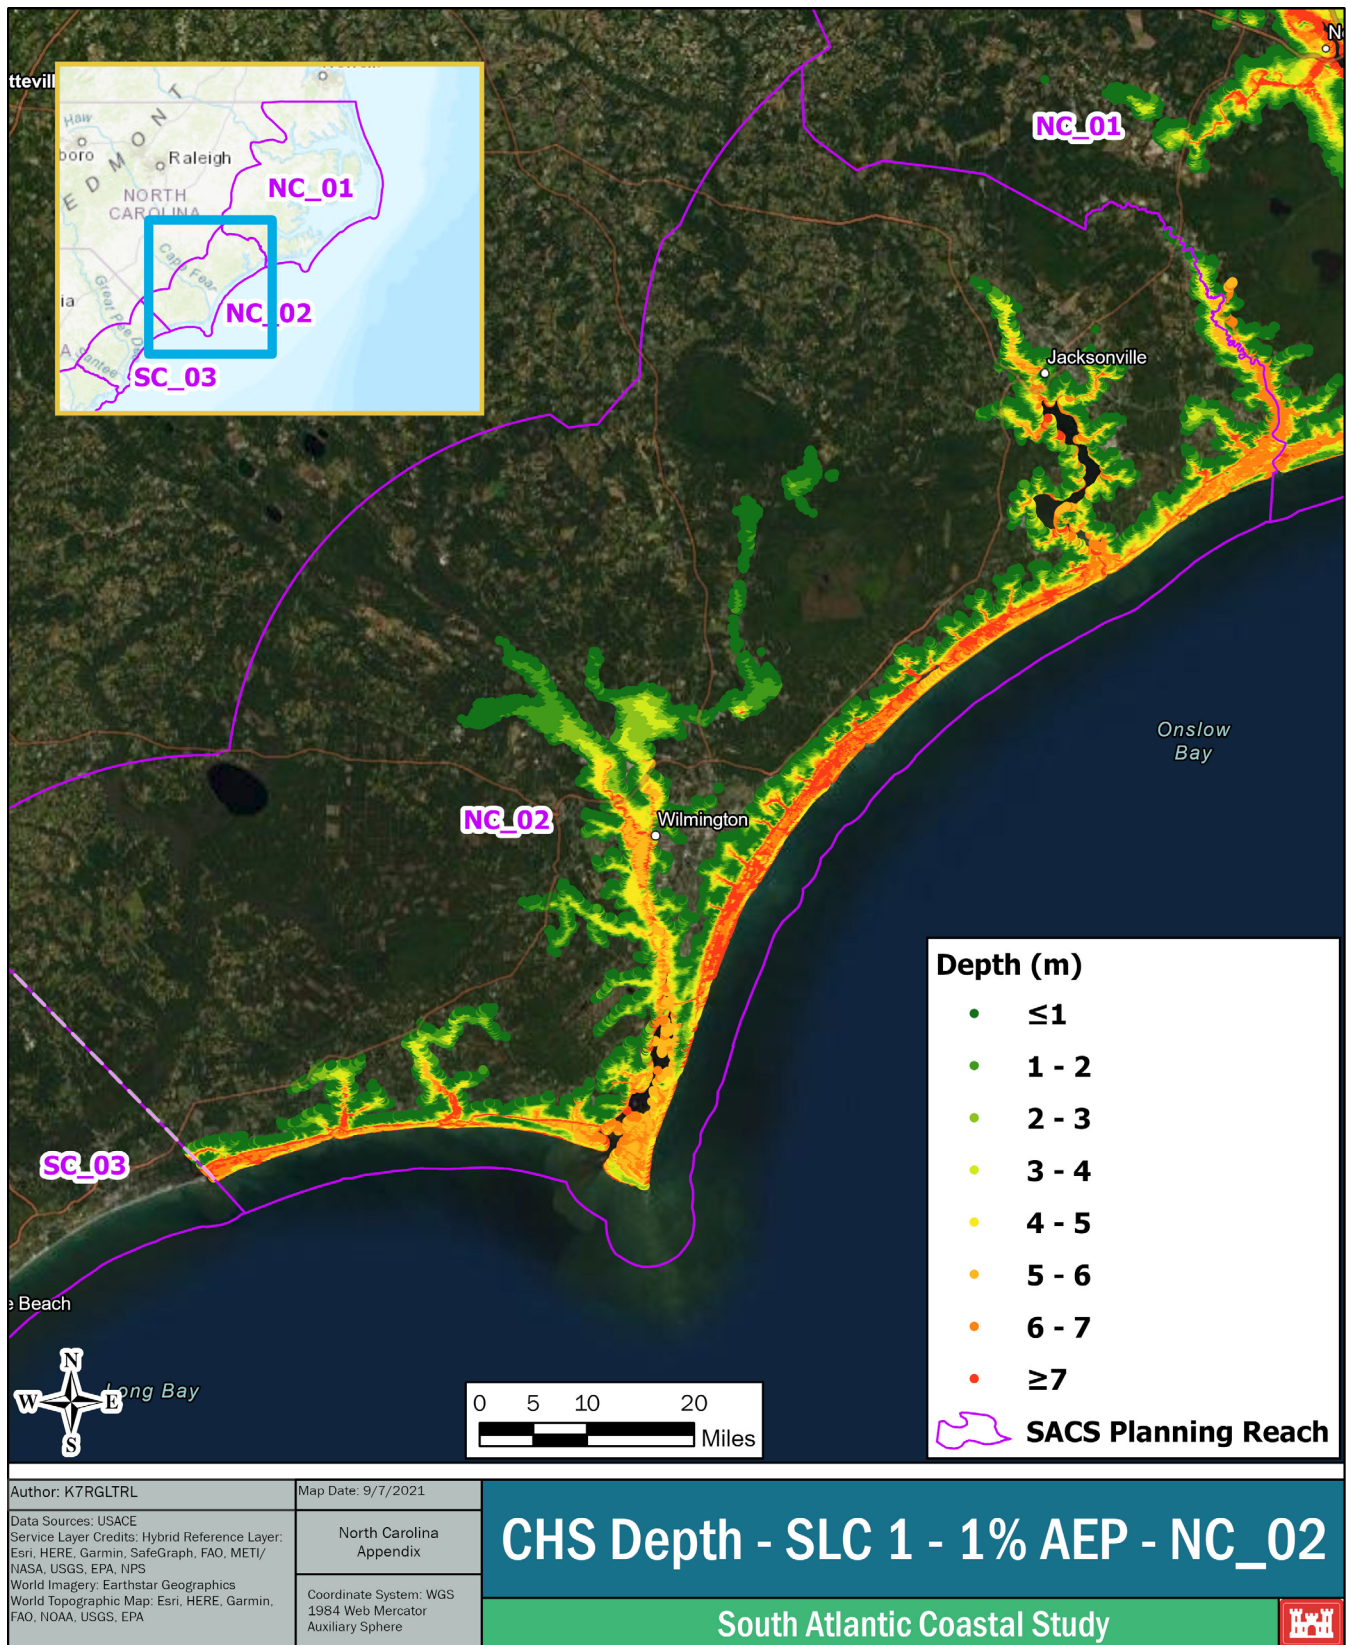 ttevill
Haw
boro
EDMONT
Raleigh
NORTH
CAROLINA
NC_01
Cape Fear
Great Pee De
NC_02
ia
A
Santee
SC_03
N
NC_01
Jacksonville
Onslow
Bay
NC_02
Wilmington
SC_03
e Beach
Long Bay
N
W
E
S
0 5 10 20
Miles
Depth (m)
≤1
1 - 2
2 - 3
3 - 4
4 - 5
5 - 6
6 - 7
≥7
SACS Planning Reach
Author: K7RGLTRL
Data Sources: USACE
Service Layer Credits: Hybrid Reference Layer:
Esri, HERE, Garmin, SafeGraph, FAO, METI/
NASA, USGS, EPA, NPS
World Imagery: Earthstar Geographics
World Topographic Map: Esri, HERE, Garmin,
FAO, NOAA, USGS, EPA
Map Date: 9/7/2021
North Carolina
Appendix
Coordinate System: WGS
1984 Web Mercator
Auxiliary Sphere
CHS Depth - SLC 1 - 1% AEP - NC_02
South Atlantic Coastal Study